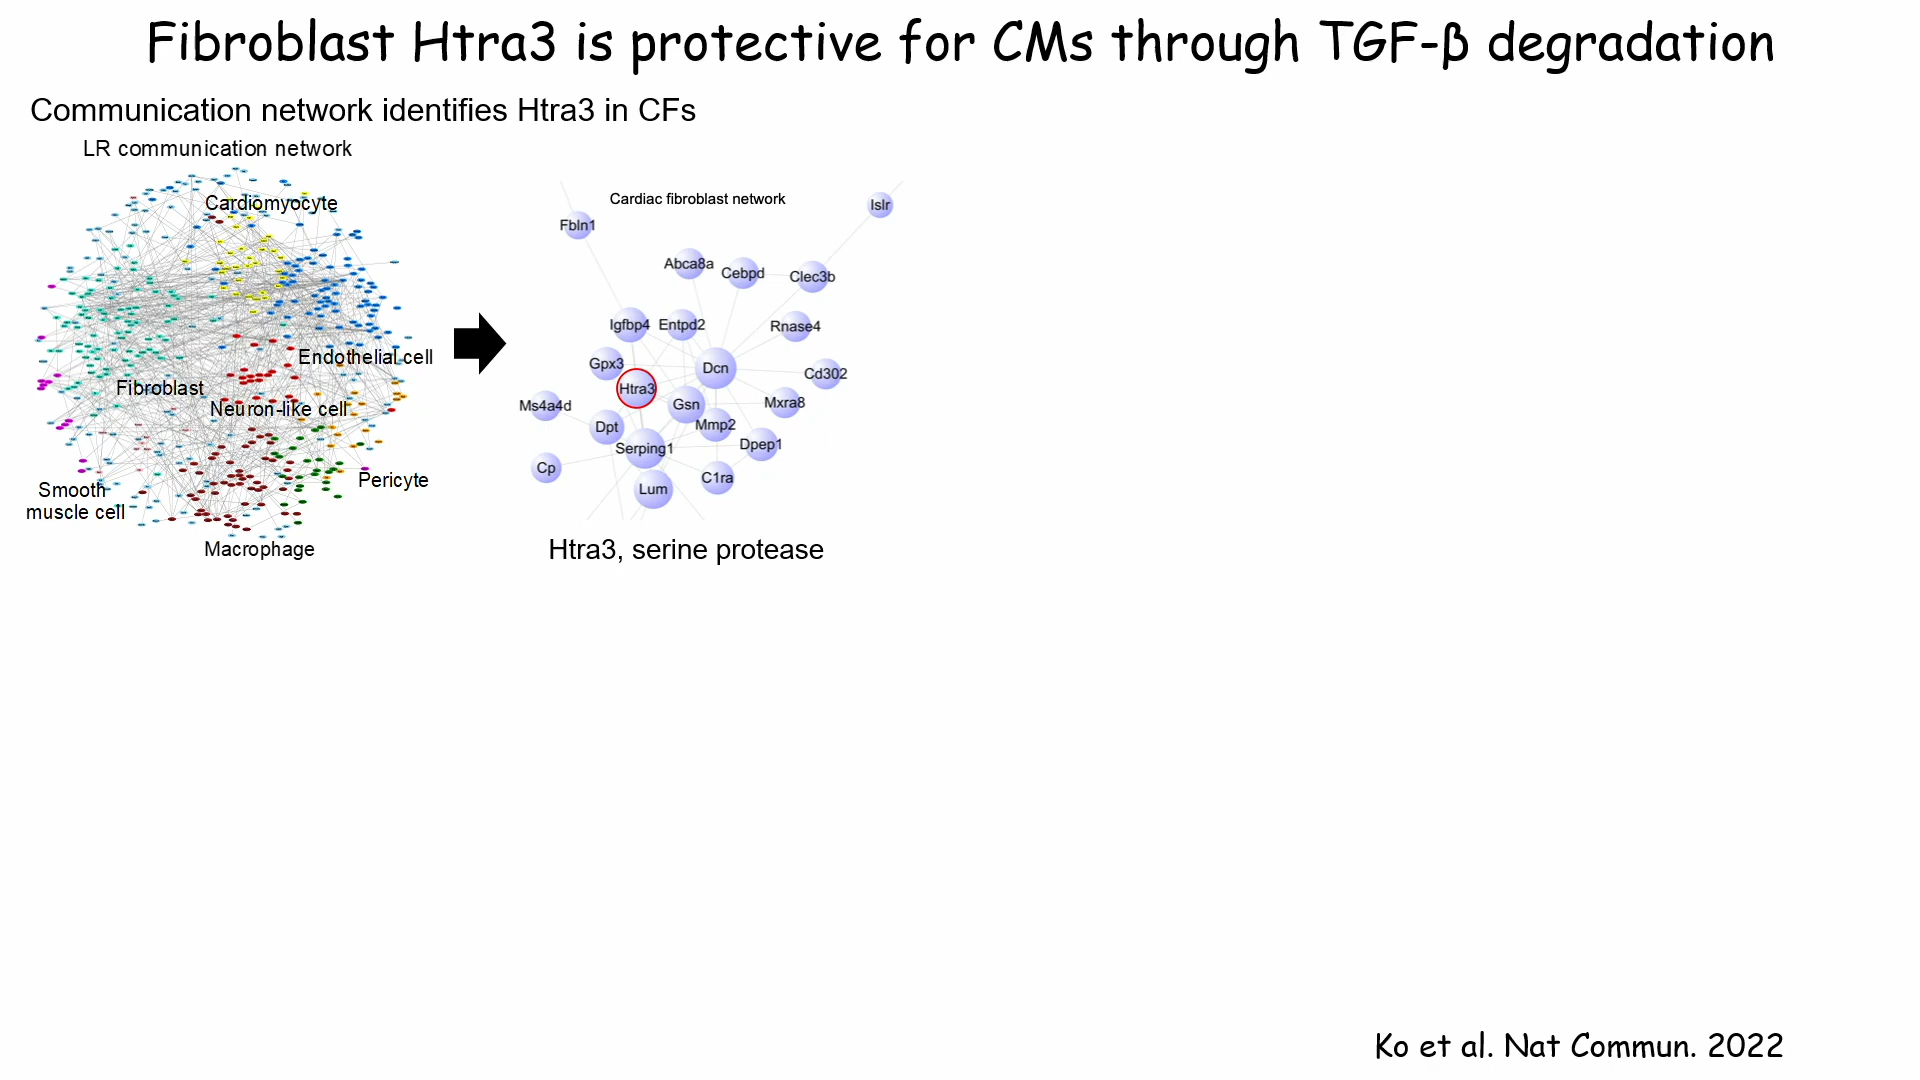 Fibroblast Htra3 is protective for CMs through TGF-β degradation
Communication network identifies Htra3 in CFs
LR communication network
Cardiomyocyte
Endothelial cell
Fibroblast
Neuron-like cell
Pericyte
Smooth
muscle cell
Macrophage
Cardiac fibroblast network
Fbln1
Islr
Abca8a
Cebpd
Clec3b
Igfbp4
Entpd2
Rnase4
Gpx3
Dcn
Cd302
Htra3
Ms4a4d
Gsn
Mxra8
Dpt
Mmp2
Serping1
Dpep1
Cp
C1ra
Lum
Htra3, serine protease
Ko et al. Nat Commun. 2022